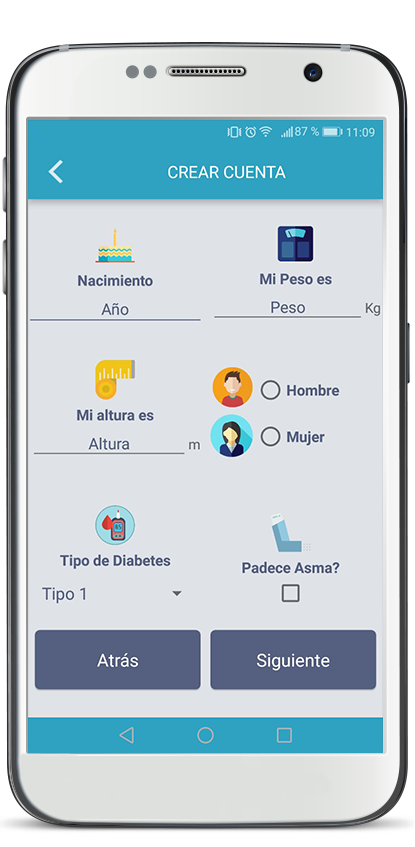 87 % 11:09
CREAR CUENTA
Nacimiento
Año
Mi Peso es
Peso Kg
Mi altura es
Altura m
Hombre
Mujer
Tipo de Diabetes
Tipo 1
Padece Asma?
Atrás
Siguiente